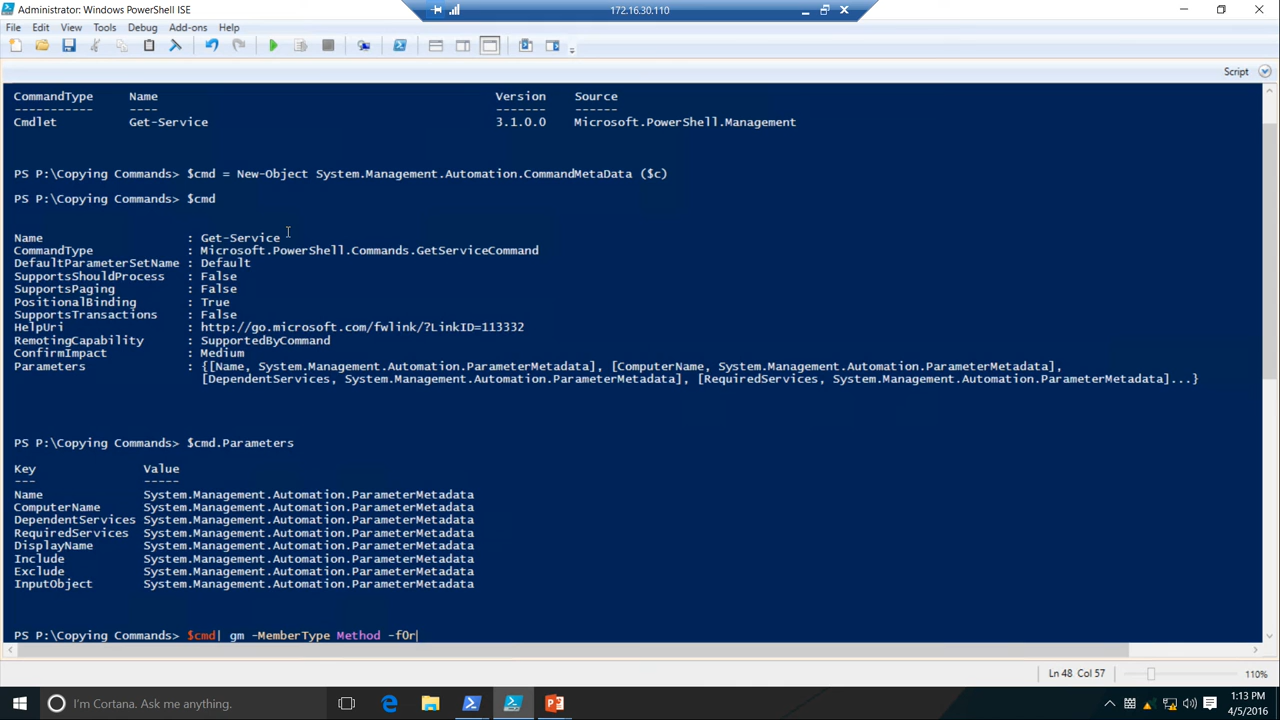 Administrator: Windows PowerShell ISE
172.16.30.110
File Edit View Tools Debug Add-ons Help
Script
CommandType Name Version Source
----------- ---- ------- ------
Cmdlet Get-Service 3.1.0.0 Microsoft.PowerShell.Management
PS P:\Copying Commands> $cmd = New-Object System.Management.Automation.CommandMetaData ($c)
PS P:\Copying Commands> $cmd
Name : Get-Service
CommandType : Microsoft.PowerShell.Commands.GetServiceCommand
DefaultParameterSetName : Default
SupportsShouldProcess : False
SupportsPaging : False
PositionalBinding : True
SupportsTransactions : False
HelpUri : http://go.microsoft.com/fwlink/?LinkID=113332
RemotingCapability : SupportedByCommand
ConfirmImpact : Medium
Parameters : {[Name, System.Management.Automation.ParameterMetadata], [ComputerName, System.Management.Automation.ParameterMetadata],
[DependentServices, System.Management.Automation.ParameterMetadata], [RequiredServices, System.Management.Automation.ParameterMetadata]...}
PS P:\Copying Commands> $cmd.Parameters
Key Value
--- -----
Name System.Management.Automation.ParameterMetadata
ComputerName System.Management.Automation.ParameterMetadata
DependentServices System.Management.Automation.ParameterMetadata
RequiredServices System.Management.Automation.ParameterMetadata
DisplayName System.Management.Automation.ParameterMetadata
Include System.Management.Automation.ParameterMetadata
Exclude System.Management.Automation.ParameterMetadata
InputObject System.Management.Automation.ParameterMetadata
PS P:\Copying Commands> $cmd| gm -MemberType Method -fOr
Ln 48 Col 57
110%
I'm Cortana. Ask me anything.
1:13 PM
4/5/2016